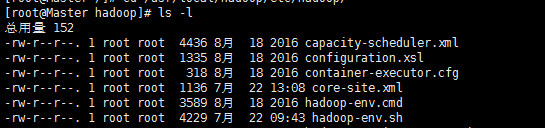 [root@Master hadoop]# ls -l
总用量 152
-rw-r--r--. 1 root root 4436 8月 18 2016 capacity-scheduler.xml
-rw-r--r--. 1 root root 1335 8月 18 2016 configuration.xsl
-rw-r--r--. 1 root root 318 8月 18 2016 container-executor.cfg
-rw-r--r--. 1 root root 1136 7月 22 13:08 core-site.xml
-rw-r--r--. 1 root root 3589 8月 18 2016 hadoop-env.cmd
-rw-r--r--. 1 root root 4229 7月 22 09:43 hadoop-env.sh